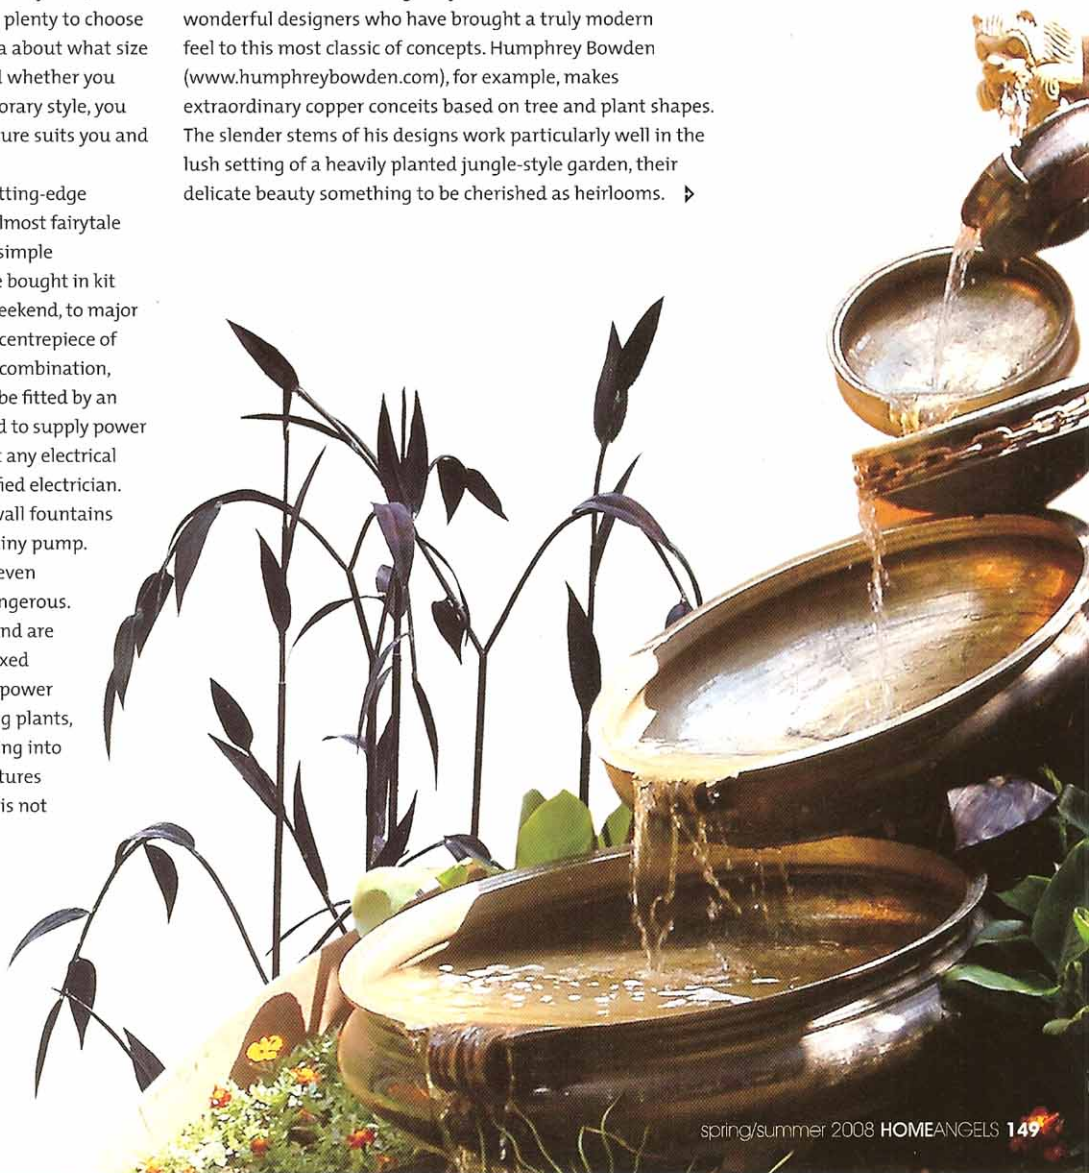 plenty to choose
a about what size
whether you
orary style, you
ure suits you and
tting-edge
lmost fairytale
simple
e bought in kit
eekend, to major
centrepiece of
combination,
be fitted by an
d to supply power
t any electrical
fied electrician.
vall fountains
iny pump.
even
ngerous.
nd are
xed
power
g plants,
ing into
tures
is not
wonderful designers who have brought a truly modern
feel to this most classic of concepts. Humphrey Bowden
(www.humphreybowden.com), for example, makes
extraordinary copper conceits based on tree and plant shapes.
The slender stems of his designs work particularly well in the
lush setting of a heavily planted jungle-style garden, their
delicate beauty something to be cherished as heirlooms.
spring/summer 2008 HOMEANGELS 149